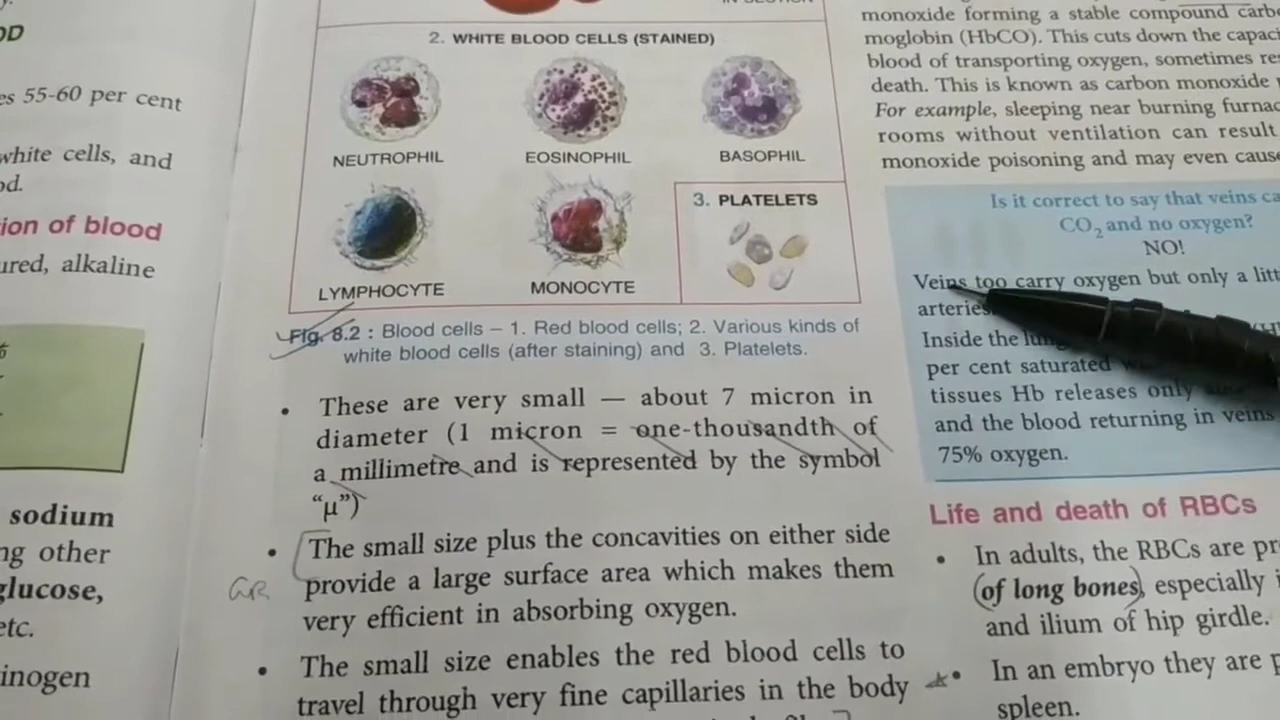 OD
es 55-60 per cent
white cells, and
od.
ion of blood
ured, alkaline
sodium
ng other
glucose,
etc.
inogen
IN SECTION
2. WHITE BLOOD CELLS (STAINED)
NEUTROPHIL EOSINOPHIL BASOPHIL
LYMPHOCYTE MONOCYTE
3. PLATELETS
Fig. 8.2 : Blood cells – 1. Red blood cells; 2. Various kinds of
white blood cells (after staining) and 3. Platelets.
• These are very small — about 7 micron in
diameter (1 micron = one-thousandth of
a millimetre and is represented by the symbol
“µ”)
• The small size plus the concavities on either side
GR provide a large surface area which makes them
very efficient in absorbing oxygen.
• The small size enables the red blood cells to
travel through very fine capillaries in the body
monoxide forming a stable compound carb
moglobin (HbCO). This cuts down the capaci
blood of transporting oxygen, sometimes re
death. This is known as carbon monoxide
For example, sleeping near burning furnac
rooms without ventilation can result
monoxide poisoning and may even cause
Is it correct to say that veins ca
CO2 and no oxygen?
NO!
Veins too carry oxygen but only a litt
arteries.
Inside the lung
per cent saturated
tissues Hb releases only
and the blood returning in veins
75% oxygen.
Life and death of RBCs
• In adults, the RBCs are pr
(of long bones), especially i
and ilium of hip girdle.
• In an embryo they are p
spleen.